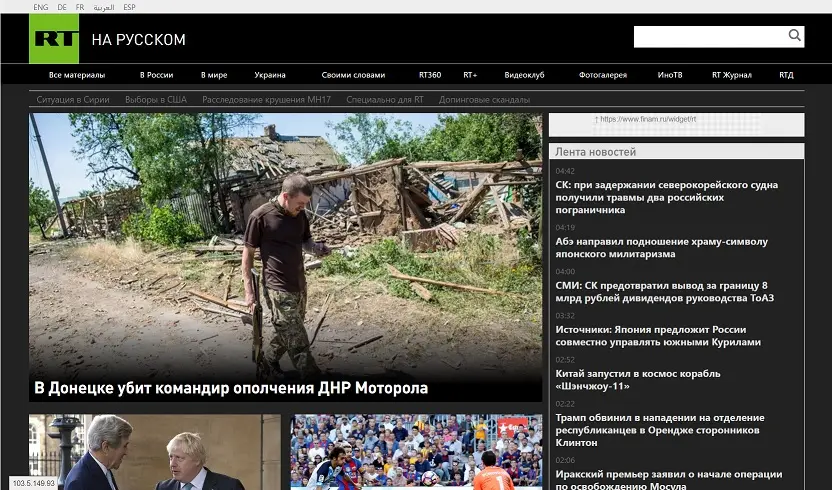 ENG DE FR العربية ESP
RT НА РУССКОМ
Все материалы В России В мире Украина Своими словами RT360 RT+ Видеоклуб Фотогалерея ИноТВ RT Журнал RTД
Ситуация в Сирии Выборы в США Расследование крушения MH17 Специально для RT Допинговые скандалы
↑ https://www.finam.ru/widget/rt
Лента новостей
04:42
СК: при задержании северокорейского судна
получили травмы два российских
пограничника
04:19
Абэ направил подношение храму-символу
японского милитаризма
04:00
СМИ: СК предотвратил вывод за границу 8
млрд рублей дивидендов руководства ТоАЗ
03:32
Источники: Япония предложит России
совместно управлять южными Курилами
02:52
Китай запустил в космос корабль
«Шэнчжоу-11»
02:22
Трамп обвинил в нападении на отделение
республиканцев в Орендже сторонников
Клинтон
02:06
Иракский премьер заявил о начале операции
по освобождению Мосула
В Донецке убит командир ополчения ДНР Моторола
103.5.149.93